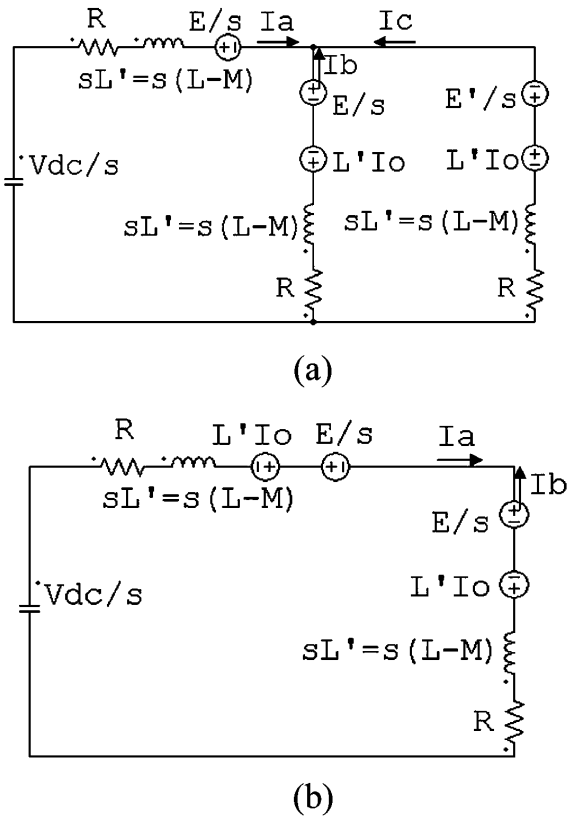 R E/s Ia Ic
sL'=s(L-M) Ib
E/s E'/s
Vdc/s L'Io L'Io
sL'=s(L-M) sL'=s(L-M)
R R
(a)
R L'Io E/s Ia
sL'=s(L-M) Ib
E/s
Vdc/s L'Io
sL'=s(L-M)
R
(b)